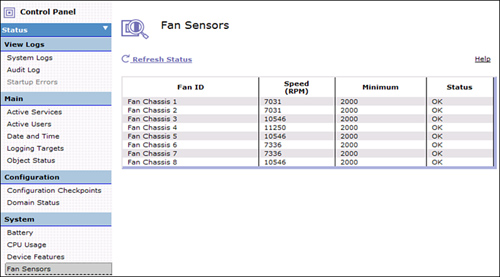 Control Panel
Status
View Logs
System Logs
Audit Log
Startup Errors
Main
Active Services
Active Users
Date and Time
Logging Targets
Object Status
Configuration
Configuration Checkpoints
Domain Status
System
Battery
CPU Usage
Device Features
Fan Sensors
Fan Sensors
Refresh Status Help
Fan ID Speed (RPM) Minimum Status
Fan Chassis 1 7031 2000 OK
Fan Chassis 2 7031 2000 OK
Fan Chassis 3 10546 2000 OK
Fan Chassis 4 11250 2000 OK
Fan Chassis 5 10546 2000 OK
Fan Chassis 6 7336 2000 OK
Fan Chassis 7 7336 2000 OK
Fan Chassis 8 10546 2000 OK